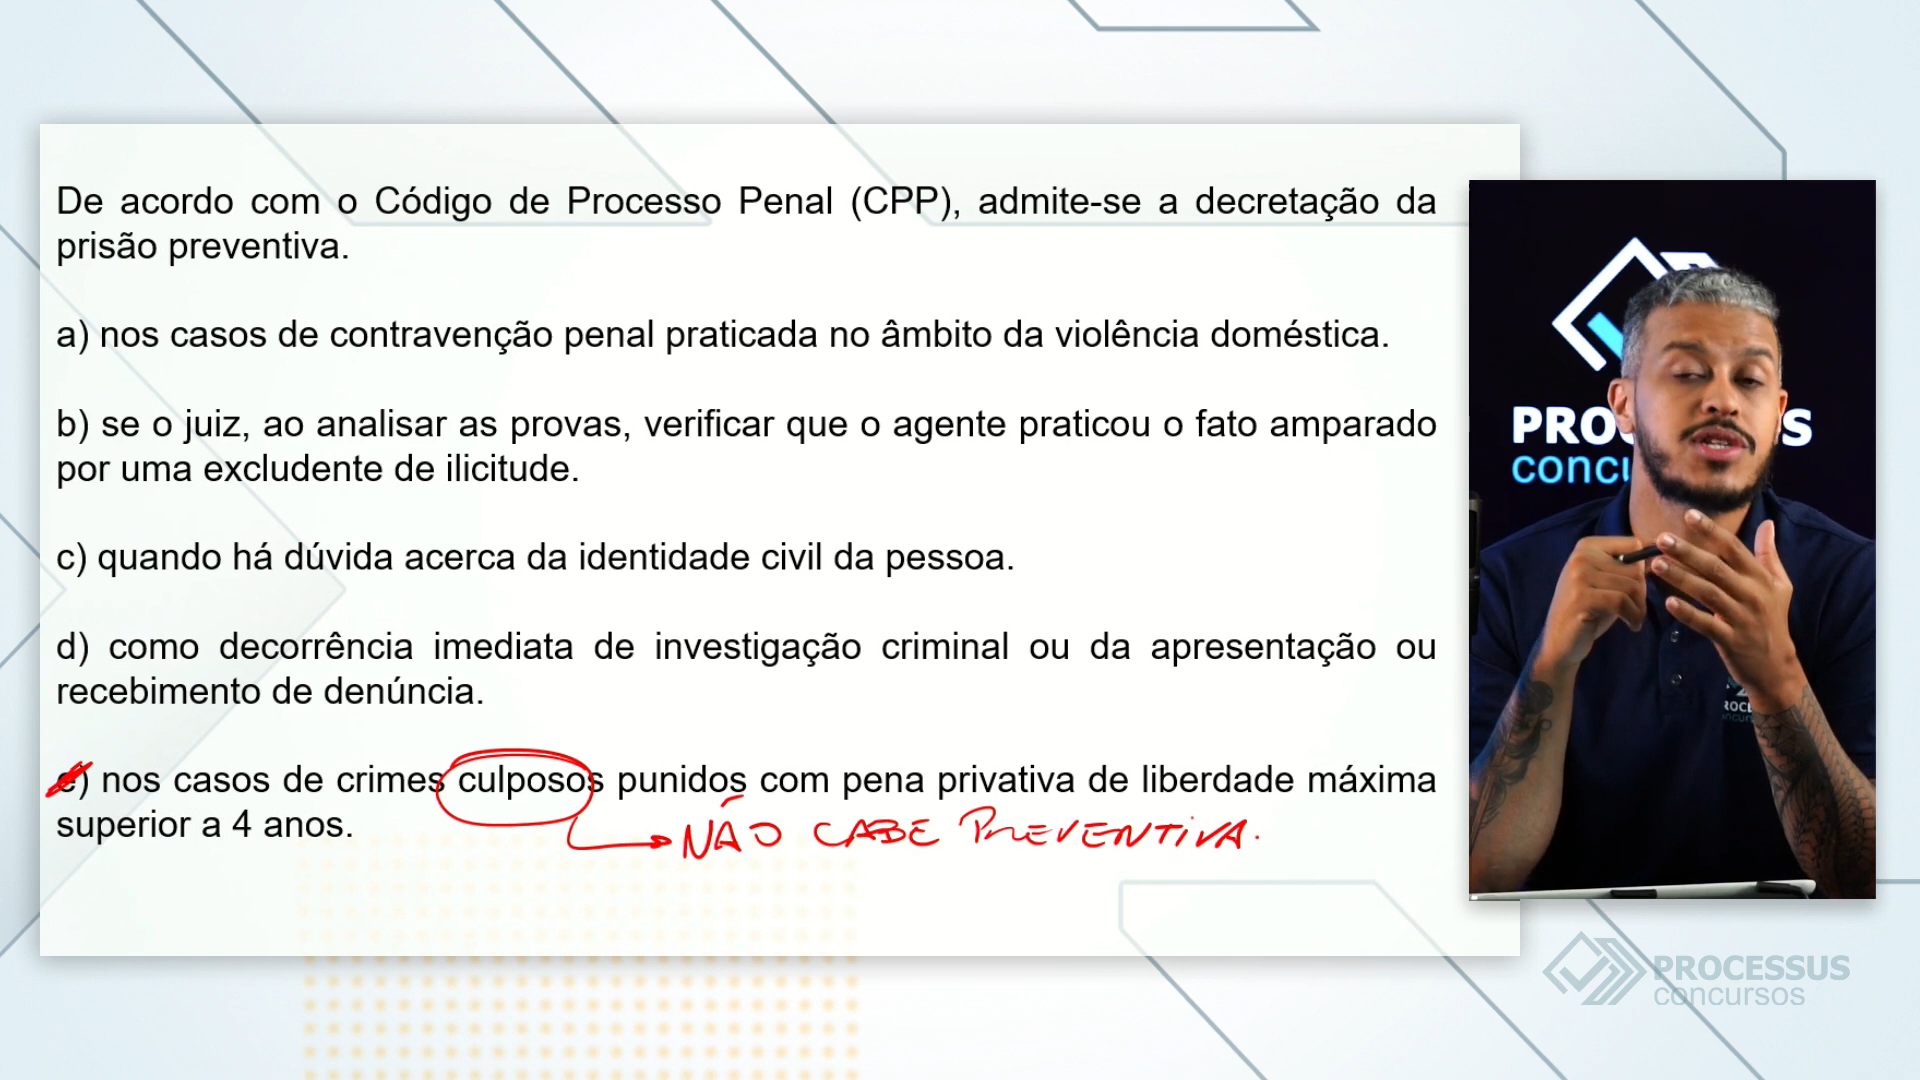 De acordo com o Código de Processo Penal (CPP), admite-se a decretação da
prisão preventiva.
a) nos casos de contravenção penal praticada no âmbito da violência doméstica.
b) se o juiz, ao analisar as provas, verificar que o agente praticou o fato amparado
por uma excludente de ilicitude.
c) quando há dúvida acerca da identidade civil da pessoa.
d) como decorrência imediata de investigação criminal ou da apresentação ou
recebimento de denúncia.
e) nos casos de crimes culposos punidos com pena privativa de liberdade máxima
superior a 4 anos.
NÃO CABE PREVENTIVA.
PRO S
conc
PROCESSUS
concursos